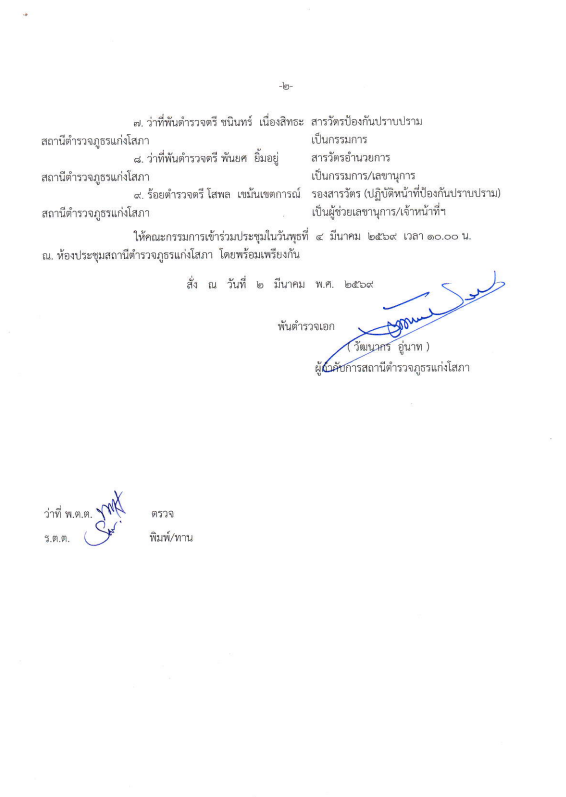 -๒-
๗. ว่าที่พันตำรวจตรี ชนินทร์ เนื่องสิทธะ สารวัตรป้องกันปราบปราม
สถานีตำรวจภูธรแก่งโสภา เป็นกรรมการ
๘. ว่าที่พันตำรวจตรี พันยศ ยิ้มอยู่ สารวัตรอำนวยการ
สถานีตำรวจภูธรแก่งโสภา เป็นกรรมการ/เลขานุการ
๙. ร้อยตำรวจตรี โสพล เขม้นเขตการณ์ รองสารวัตร (ปฏิบัติหน้าที่ป้องกันปราบปราม)
สถานีตำรวจภูธรแก่งโสภา เป็นผู้ช่วยเลขานุการ/เจ้าหน้าที่ฯ
ให้คณะกรรมการเข้าร่วมประชุมในวันพุธที่ ๔ มีนาคม ๒๕๖๙ เวลา ๑๐.๐๐ น.
ณ. ห้องประชุมสถานีตำรวจภูธรแก่งโสภา โดยพร้อมเพรียงกัน
สั่ง ณ วันที่ ๒ มีนาคม พ.ศ. ๒๕๖๙
พันตำรวจเอก
( วัฒนากร อู่นาท )
ผู้กำกับการสถานีตำรวจภูธรแก่งโสภา
ว่าที่ พ.ต.ต. ตรวจ
ร.ต.ต. พิมพ์/ทาน